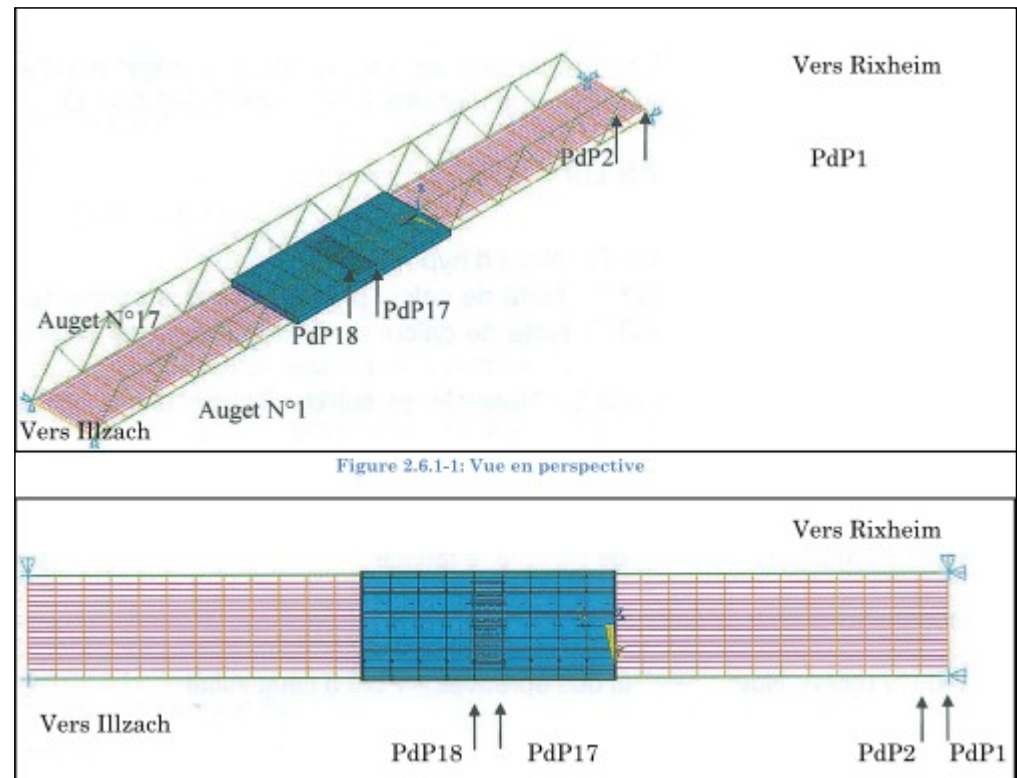 Vers Rixheim
PdP2
PdP1
Auget N°17
PdP17
PdP18
Auget N°1
Vers Illzach
Figure 2.6.1-1: Vue en perspective
Vers Rixheim
Vers Illzach
PdP18
PdP17
PdP2
PdP1